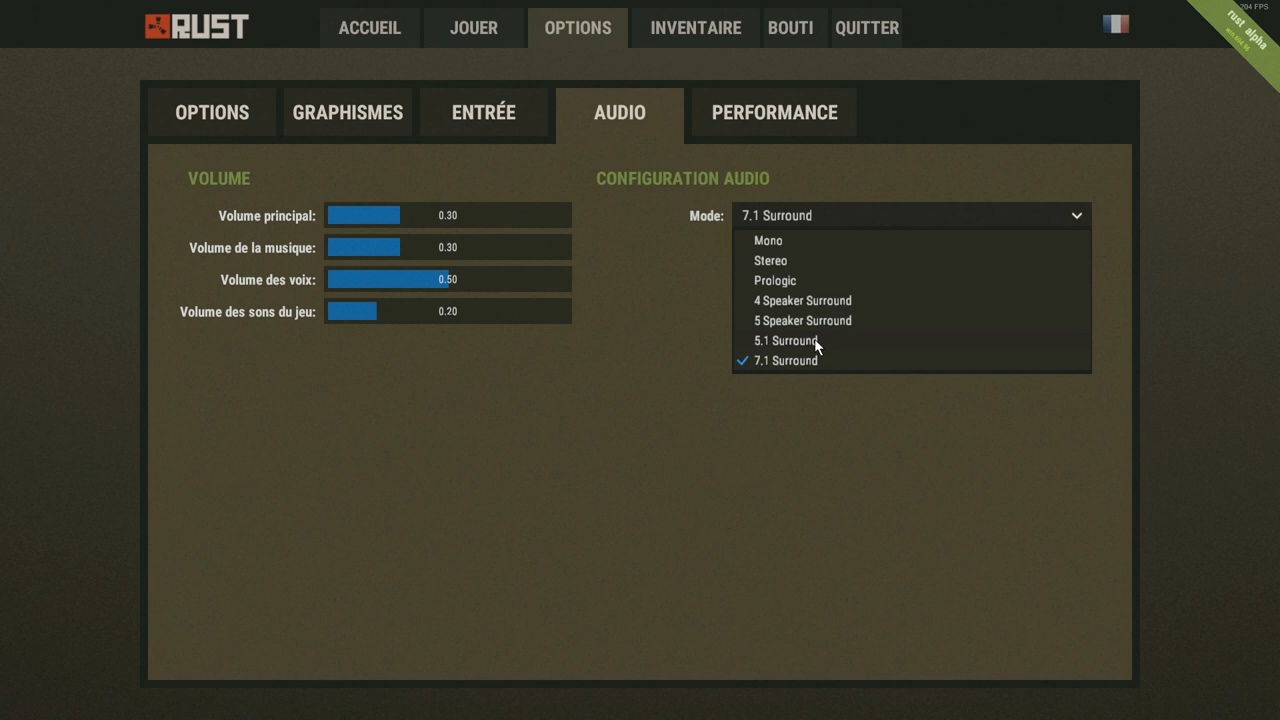 RUST
ACCUEIL
JOUER
OPTIONS
INVENTAIRE
BOUTI
QUITTER
204 FPS
rust alpha
OPTIONS
GRAPHISMES
ENTRÉE
AUDIO
PERFORMANCE
VOLUME
Volume principal: 0.30
Volume de la musique: 0.30
Volume des voix: 0.50
Volume des sons du jeu: 0.20
CONFIGURATION AUDIO
Mode: 7.1 Surround
Mono
Stereo
Prologic
4 Speaker Surround
5 Speaker Surround
5.1 Surround
7.1 Surround